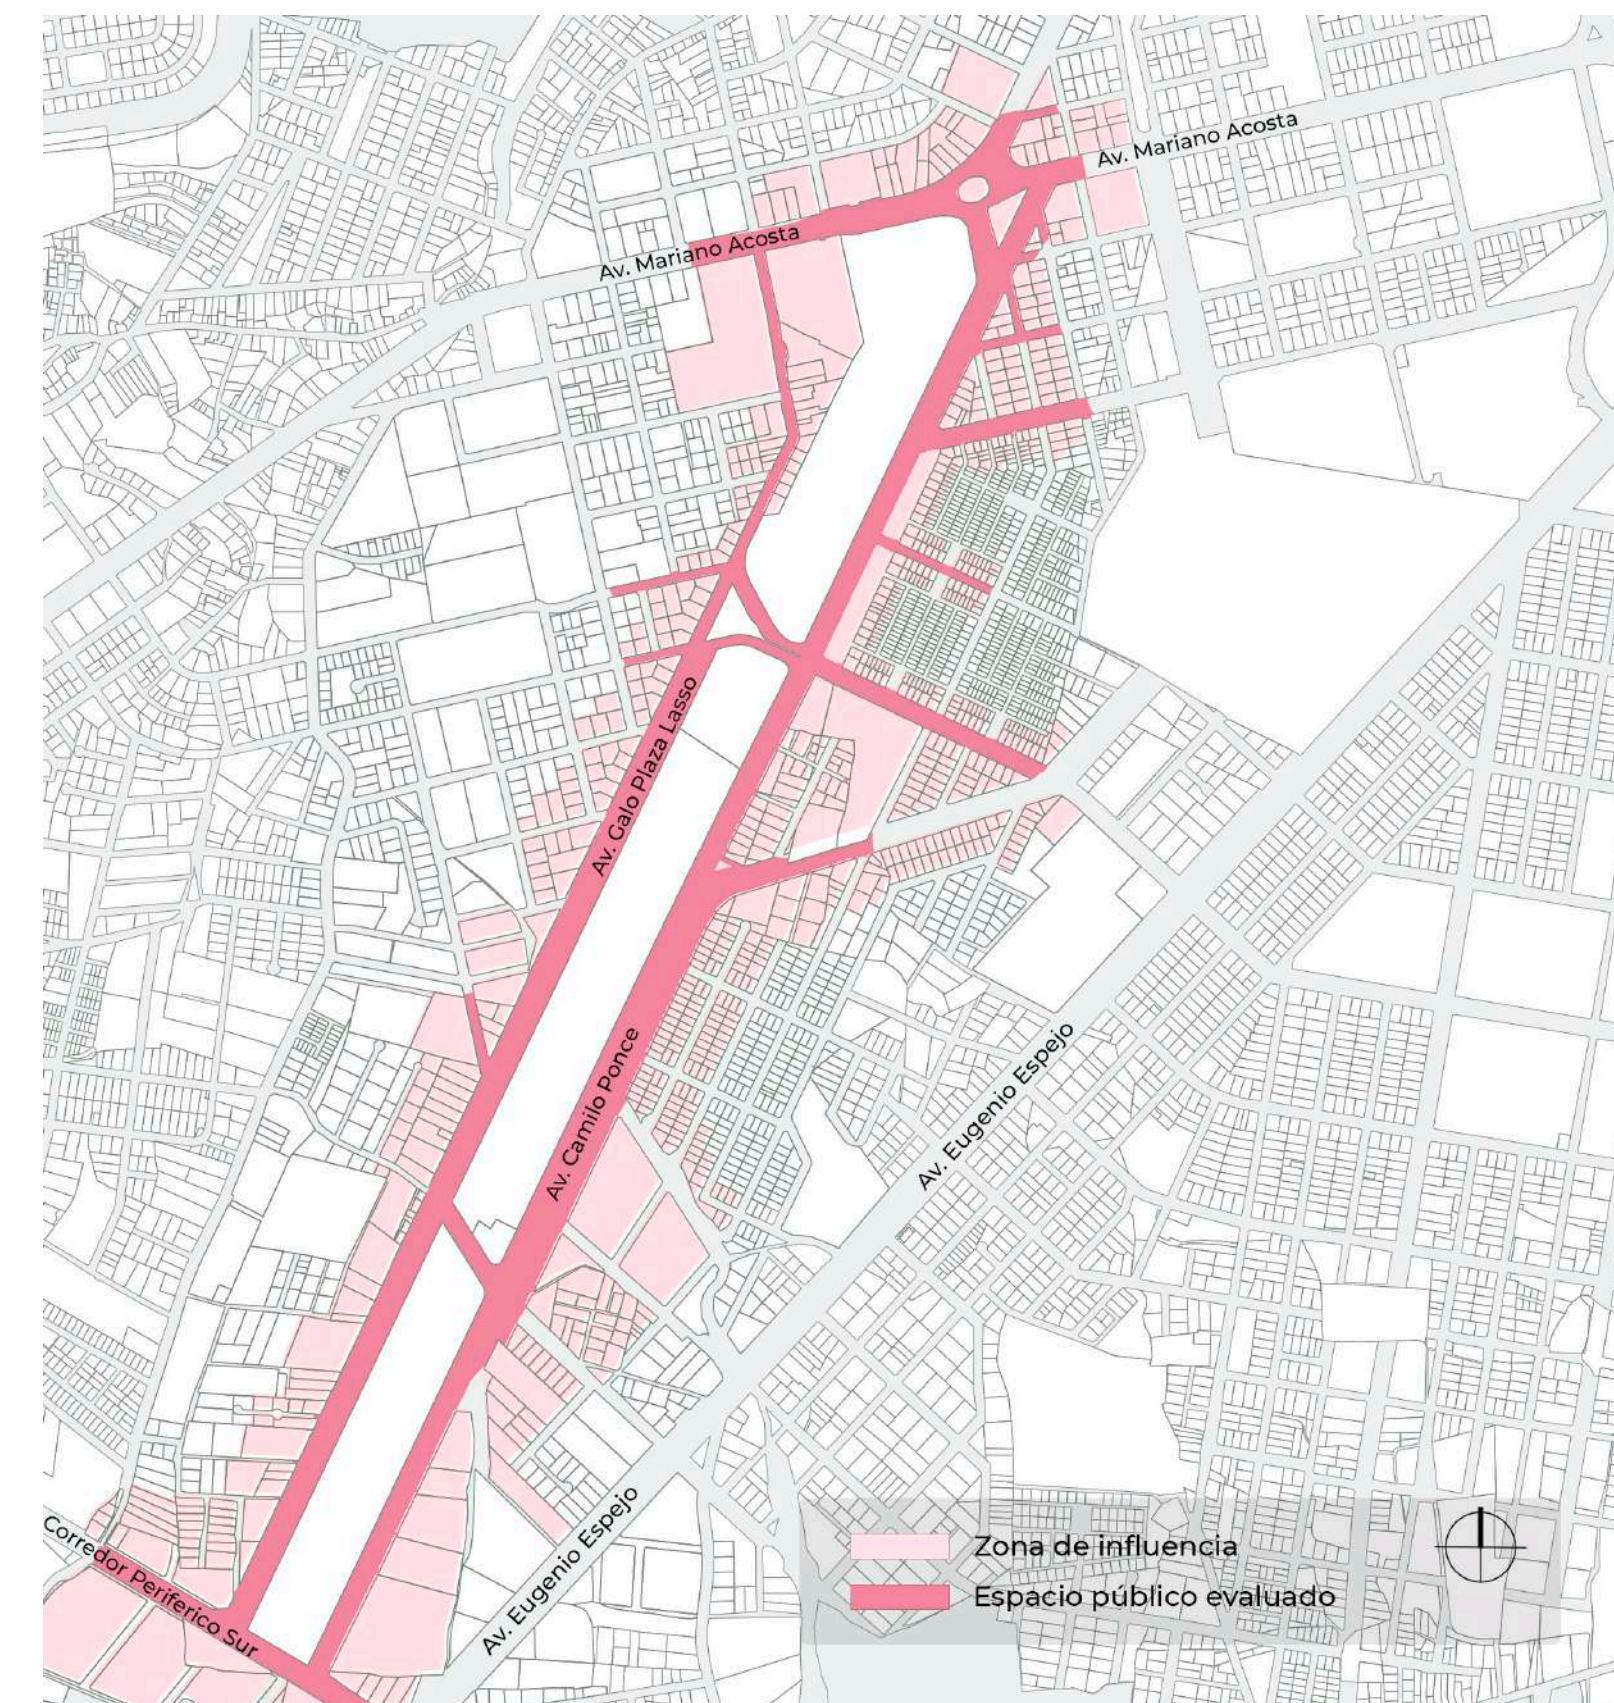 Av. Mariano Acosta
Av. Mariano Acosta
Av. Galo Plaza Lasso
Av. Camilo Ponce
Av. Eugenio Espejo
Av. Eugenio Espejo
Corredor Periferico Sur
Zona de influencia
Espacio público evaluado